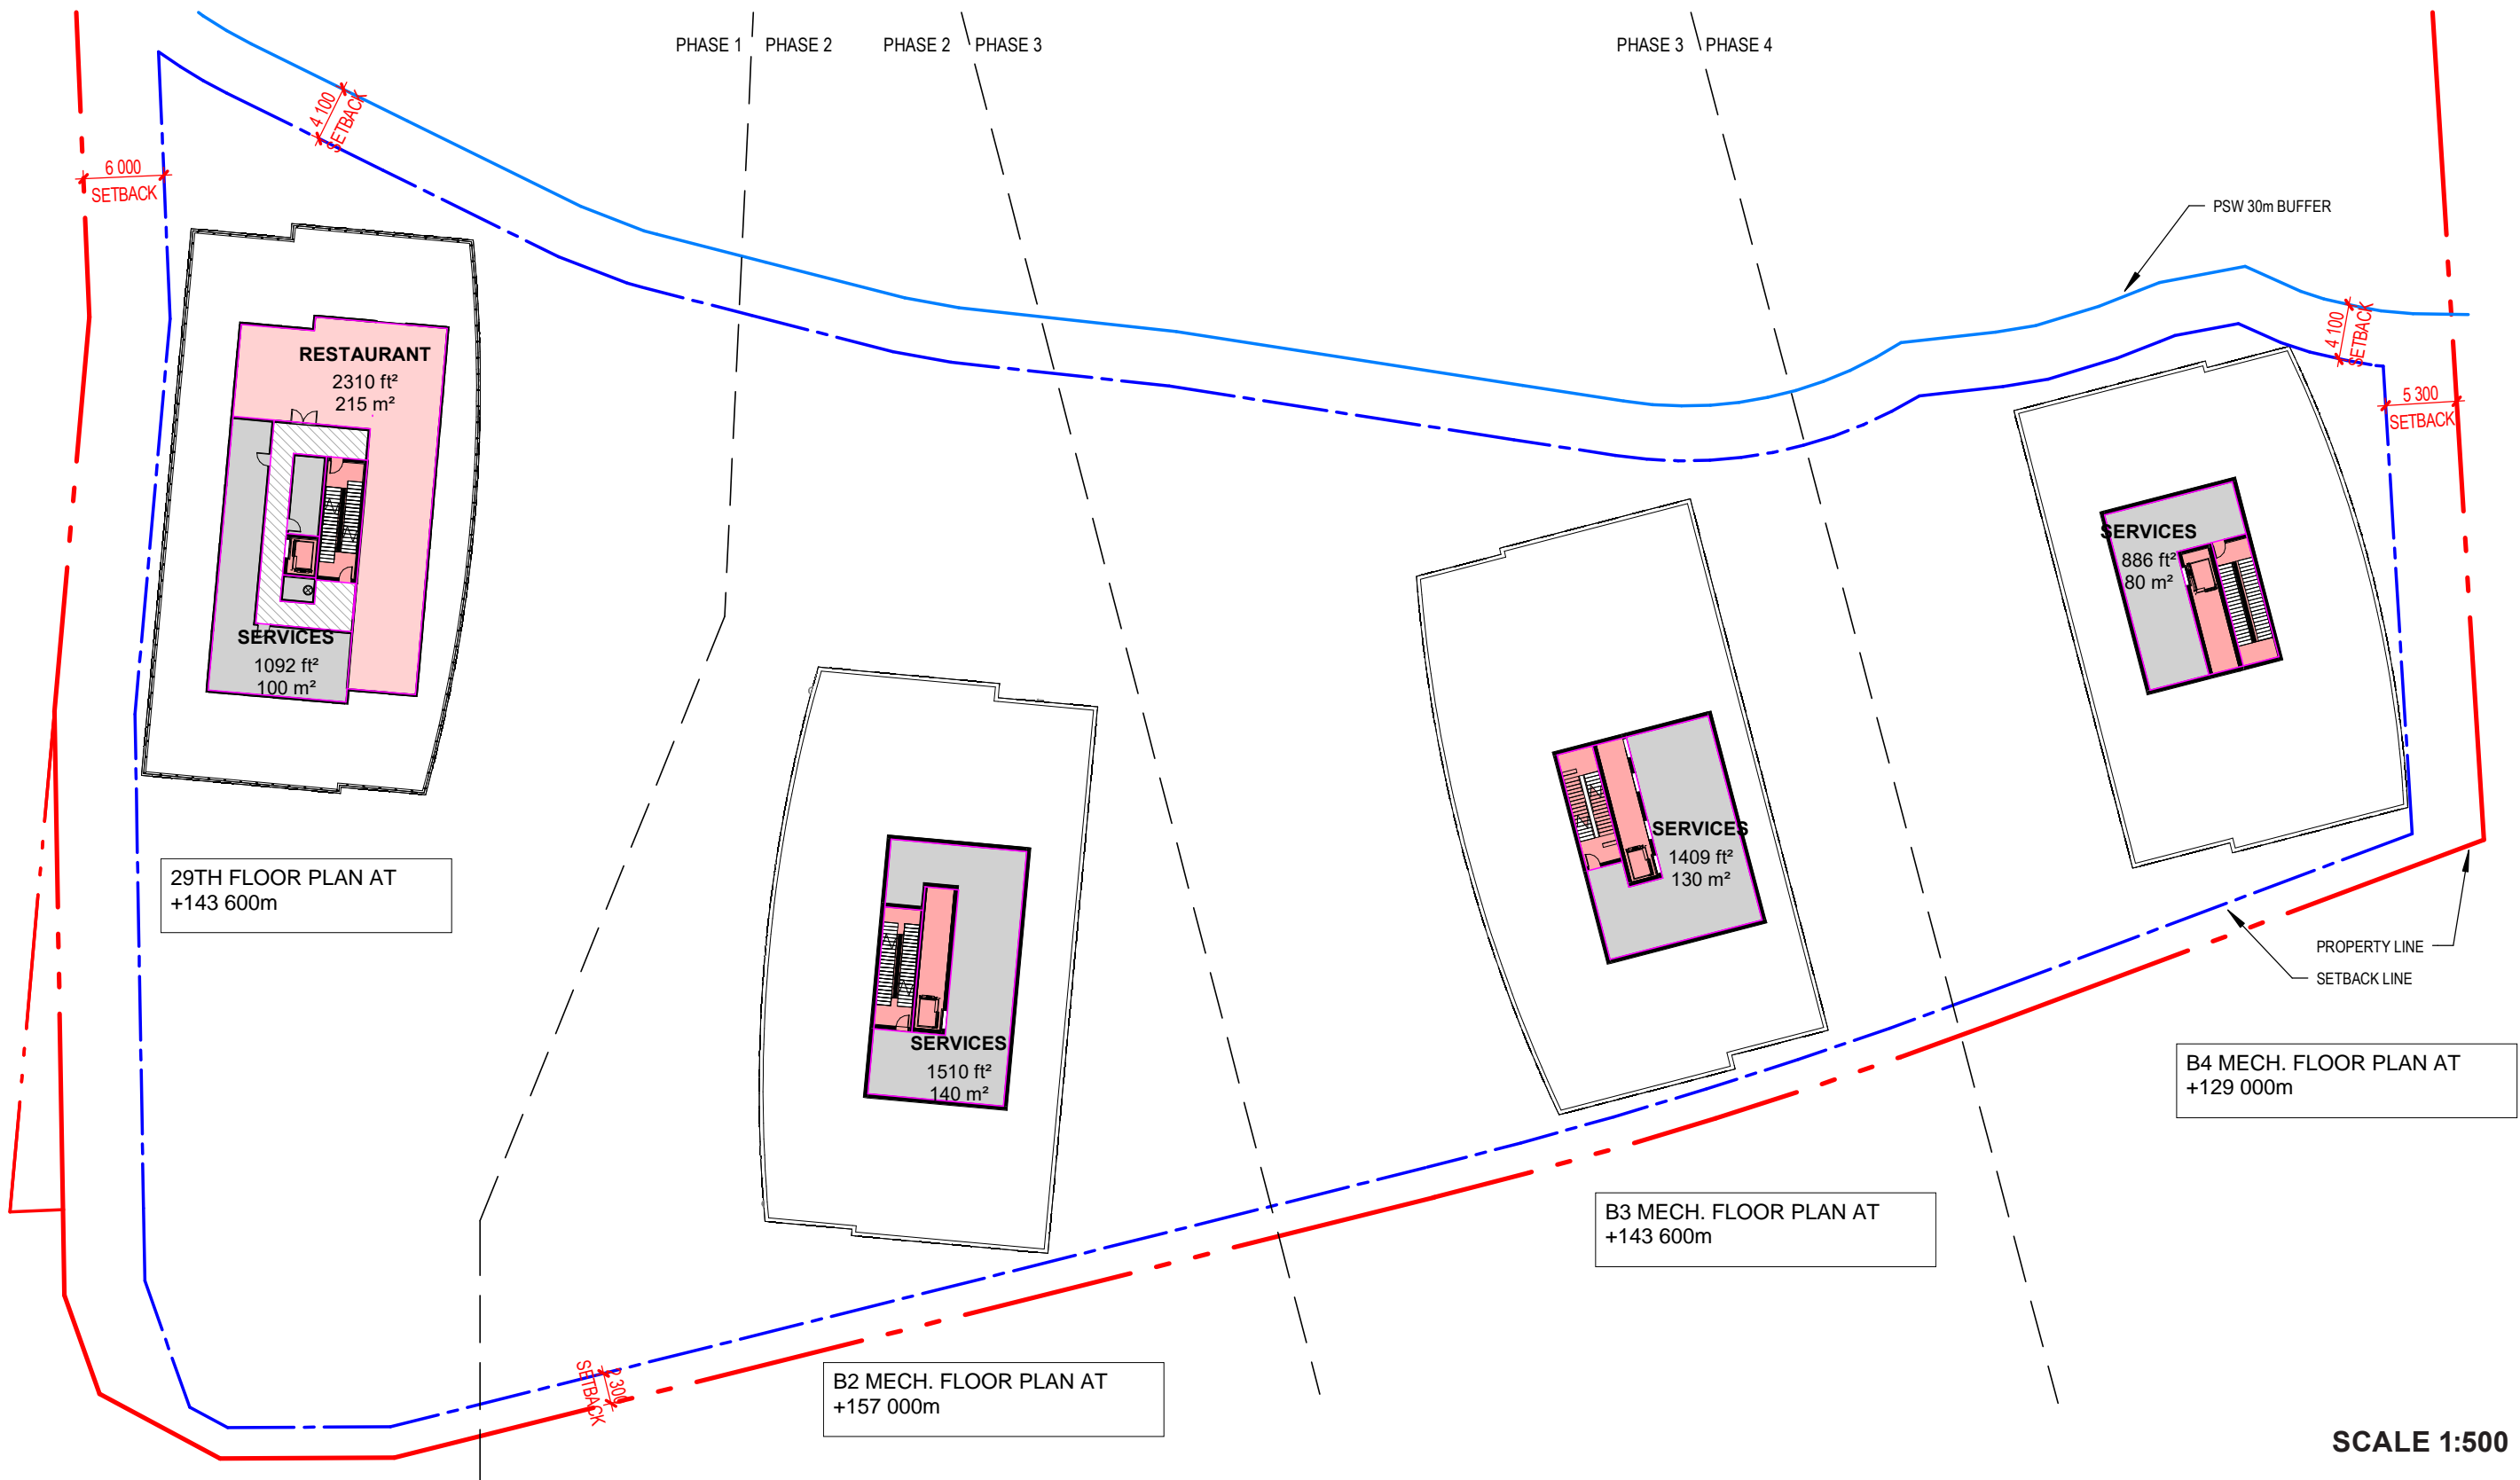 PHASE 1
PHASE 2
PHASE 2
PHASE 3
PHASE 3
PHASE 4
4 100
SETBACK
6 000
SETBACK
PSW 30m BUFFER
4 100
SETBACK
5 300
SETBACK
RESTAURANT
2310 ft²
215 m²
SERVICES
1092 ft²
100 m²
SERVICES
886 ft²
80 m²
SERVICES
1409 ft²
130 m²
SERVICES
1510 ft²
140 m²
29TH FLOOR PLAN AT
+143 600m
PROPERTY LINE
SETBACK LINE
B4 MECH. FLOOR PLAN AT
+129 000m
B3 MECH. FLOOR PLAN AT
+143 600m
B2 MECH. FLOOR PLAN AT
+157 000m
SETBACK
2 300
SCALE 1:500